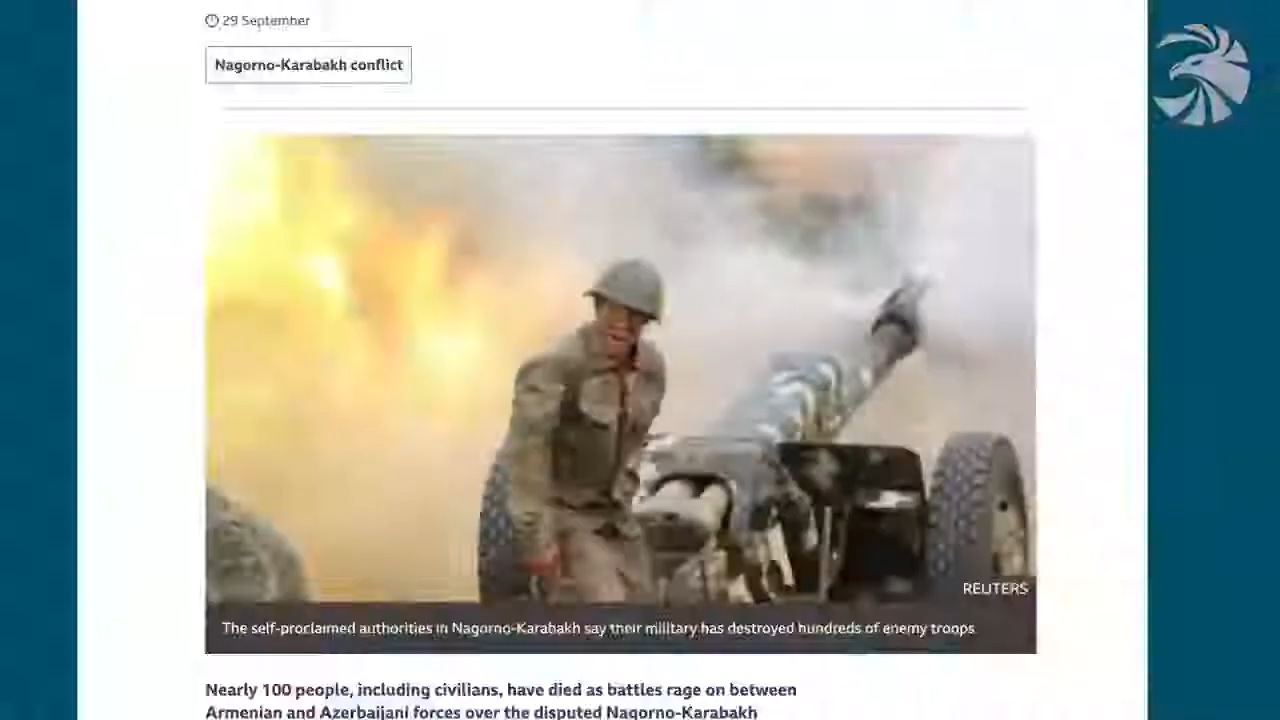 29 September
Nagorno-Karabakh conflict
REUTERS
The self-proclaimed authorities in Nagorno-Karabakh say their military has destroyed hundreds of enemy troops
Nearly 100 people, including civilians, have died as battles rage on between
Armenian and Azerbaijani forces over the disputed Nagorno-Karabakh